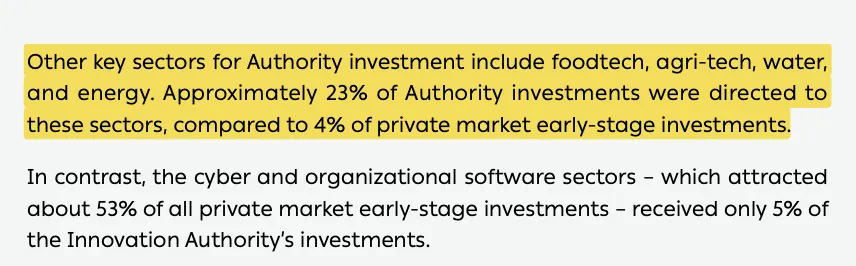 Other key sectors for Authority investment include foodtech, agri-tech, water,
and energy. Approximately 23% of Authority investments were directed to
these sectors, compared to 4% of private market early-stage investments.
In contrast, the cyber and organizational software sectors – which attracted
about 53% of all private market early-stage investments – received only 5% of
the Innovation Authority's investments.